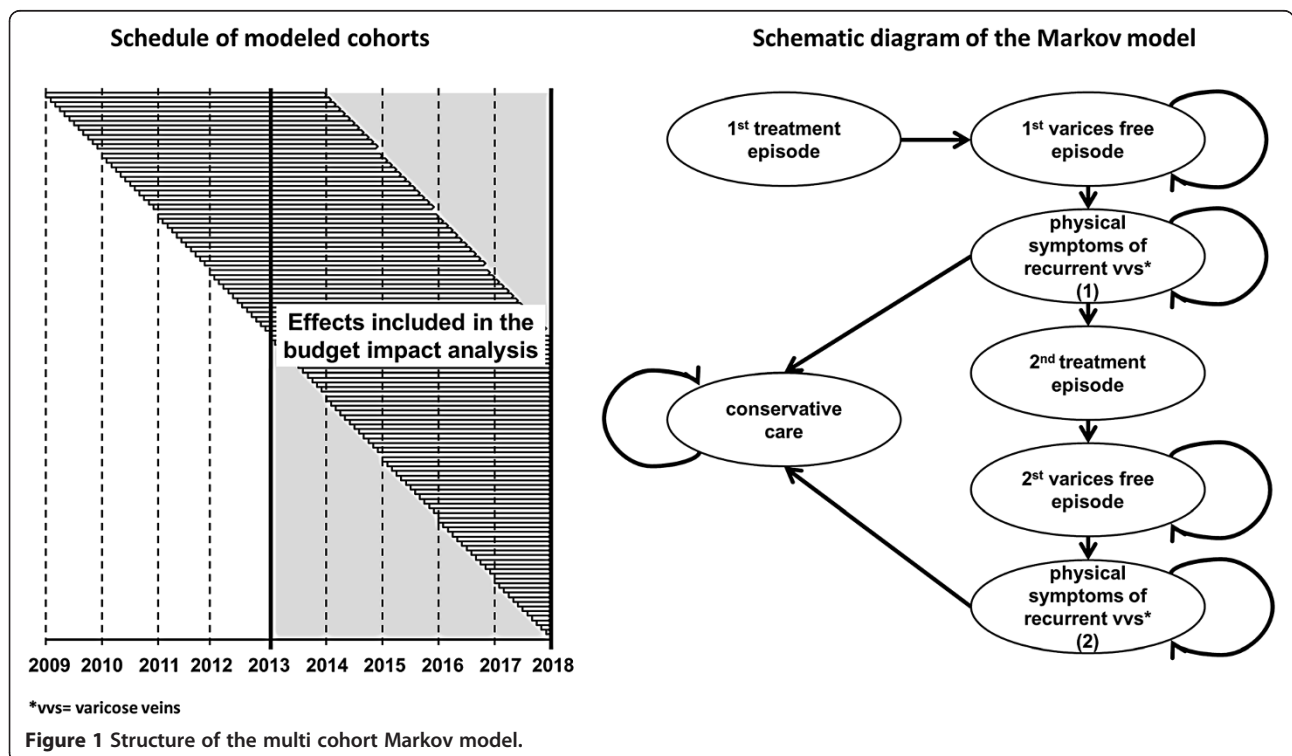 Schedule of modeled cohorts
Effects included in the
budget impact analysis
2009 2010 2011 2012 2013 2014 2015 2016 2017 2018
*vvs= varicose veins
Schematic diagram of the Markov model
1st treatment
episode
1st varices free
episode
physical
symptoms of
recurrent vvs*
(1)
2nd treatment
episode
conservative
care
2st varices free
episode
physical
symptoms of
recurrent vvs*
(2)
Figure 1 Structure of the multi cohort Markov model.